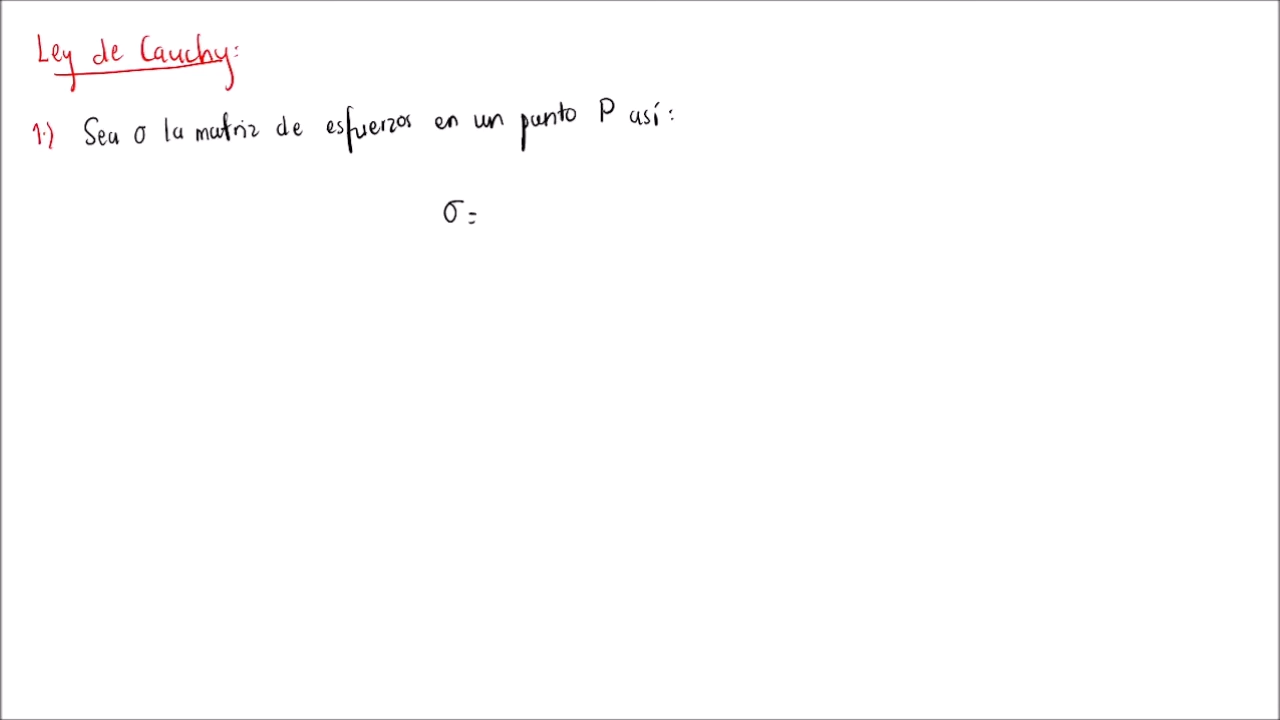 Ley de Cauchy:
1.) Sea σ la matriz de esfuerzos en un punto P así:
σ=